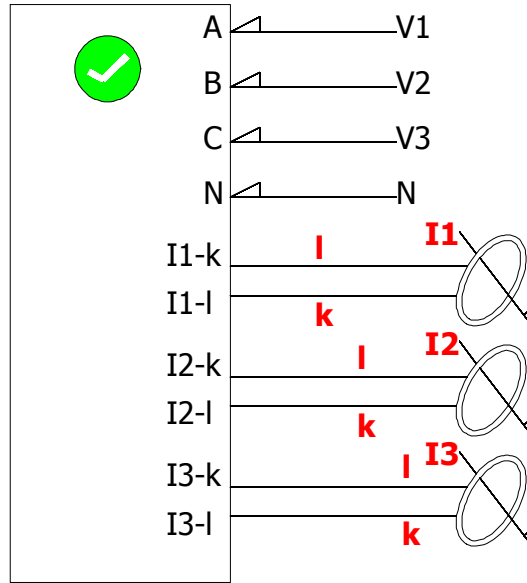 A V1
B V2
C V3
N N
I1
I1-k l
I1-l k
I2
I2-k l
I2-l k
I3
I3-k l
I3-l k